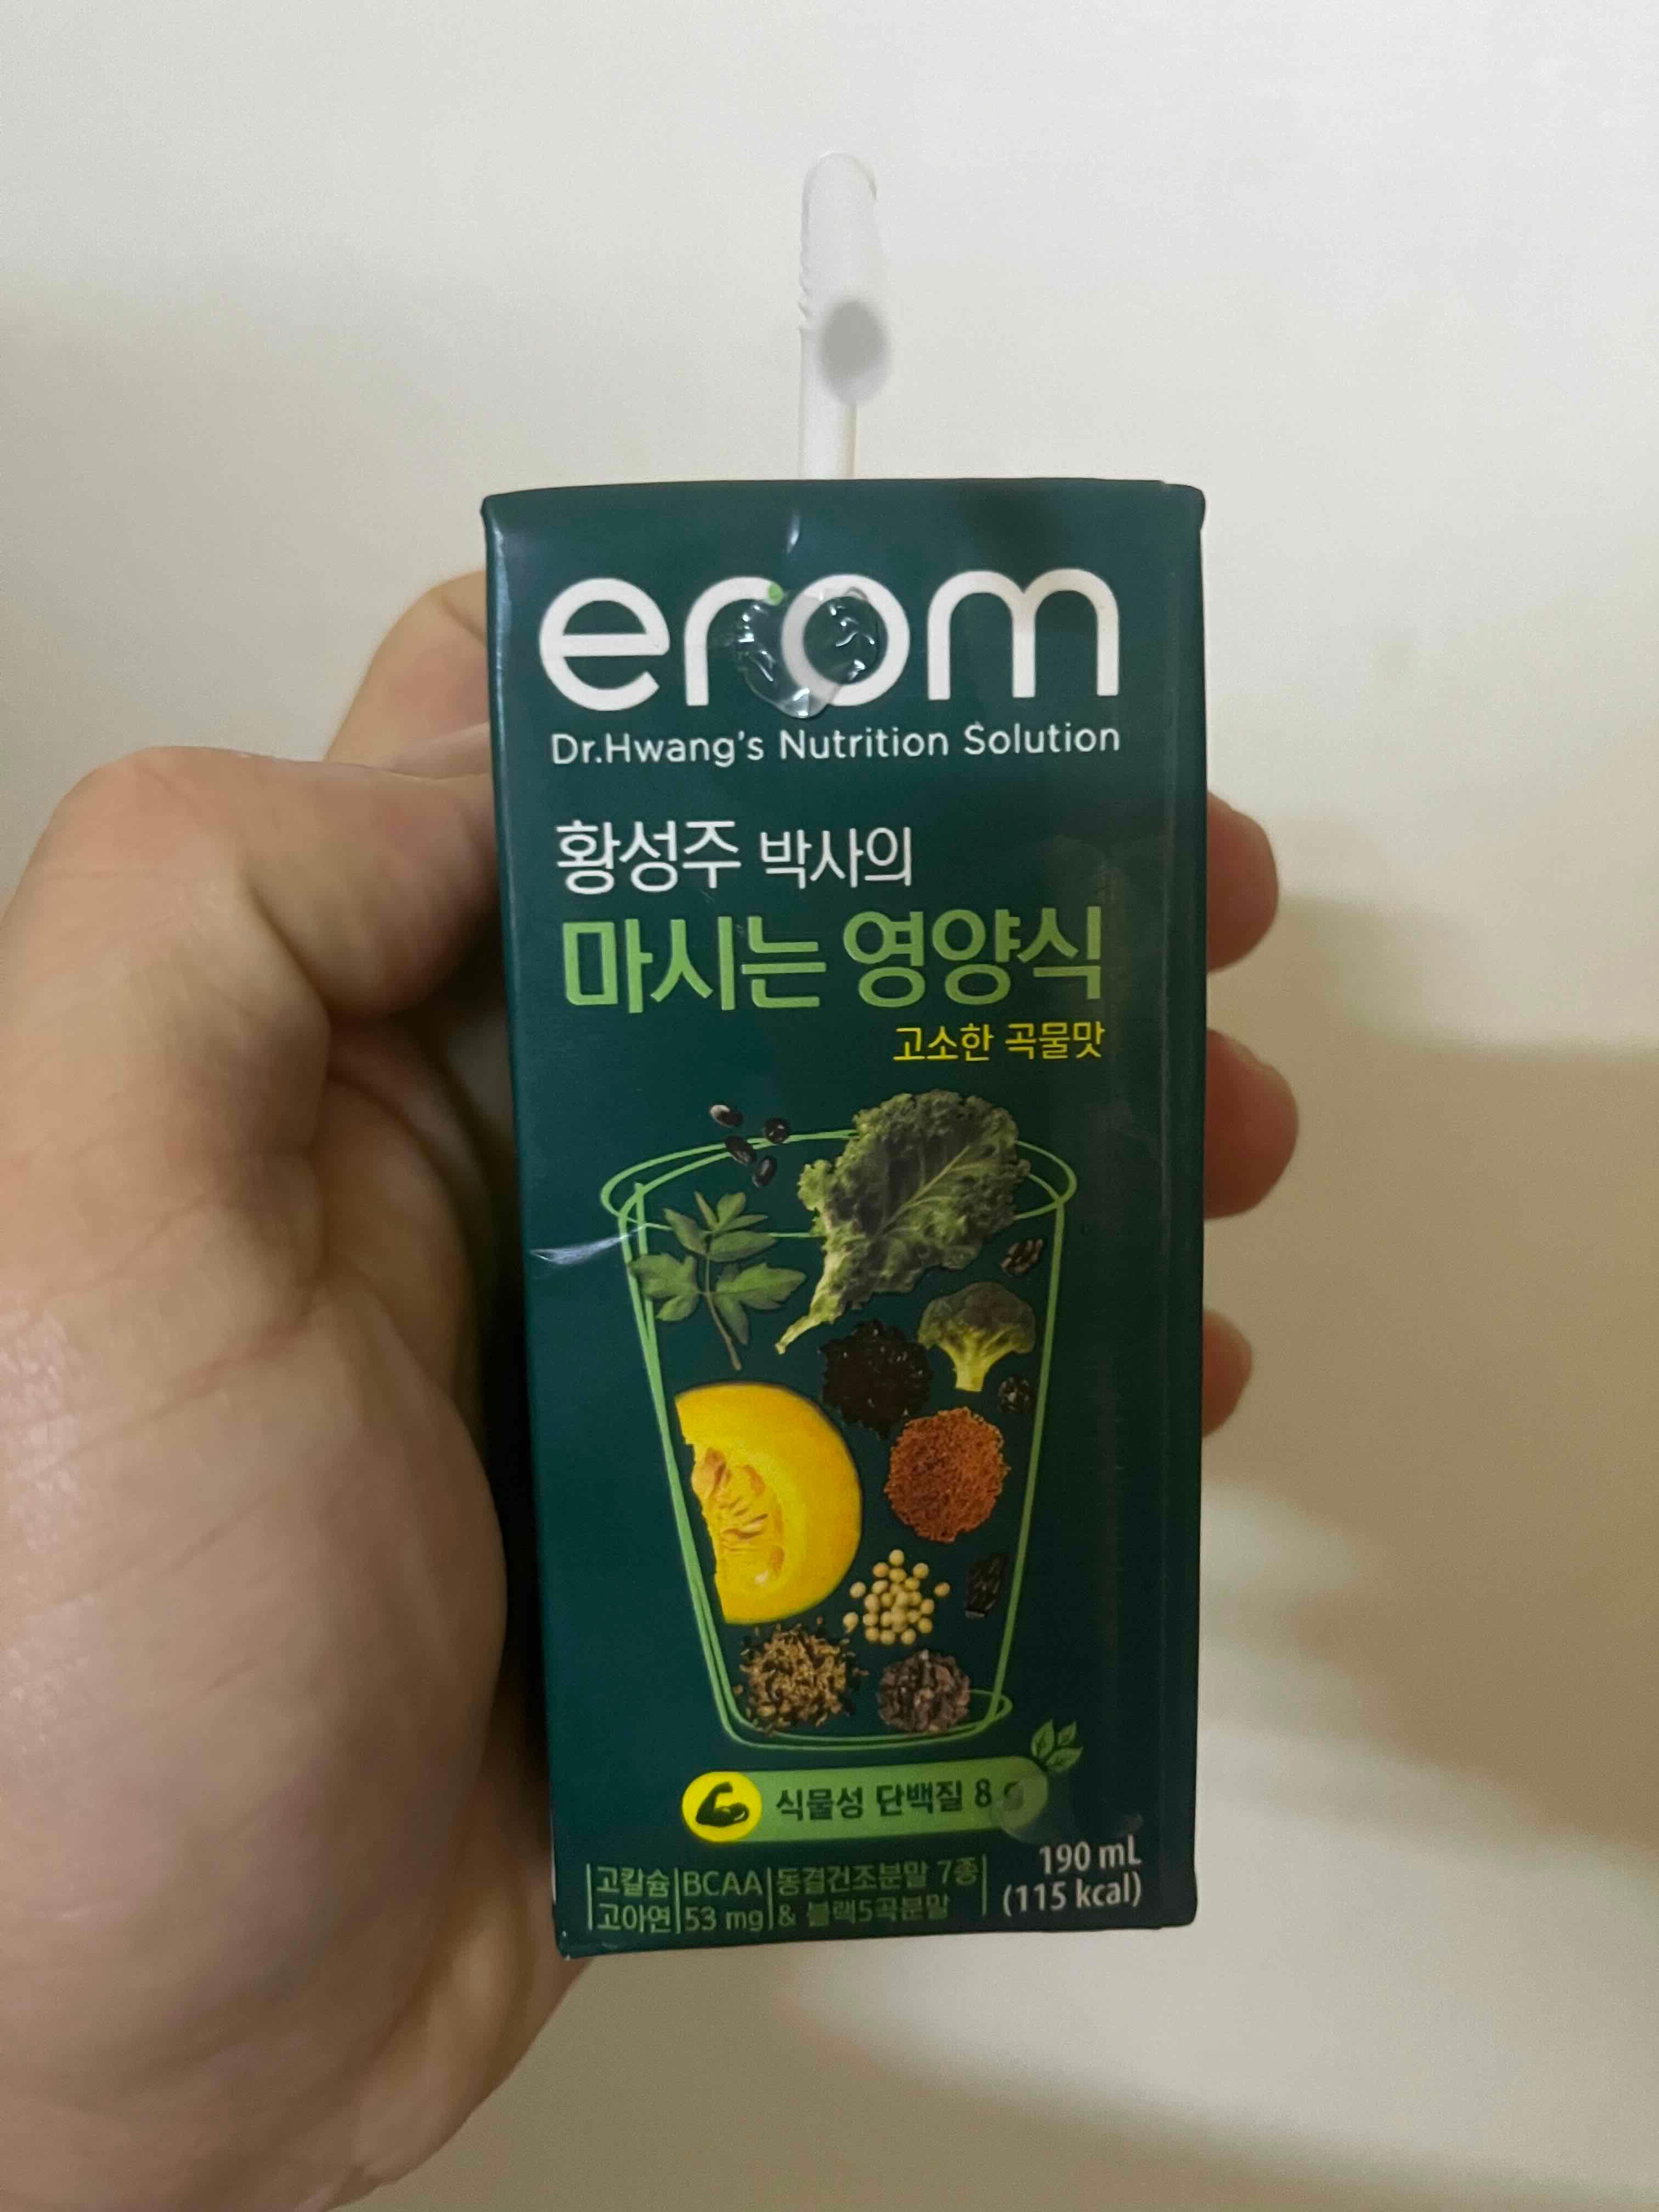 erom
Dr.Hwang's Nutrition Solution
황성주 박사의
마시는 영양식
고소한 곡물맛
식물성 단백질 8 g
고칼슘 BCAA 동결건조분말 7종
고아연 53 mg & 블랙5곡분말
190 mL
(115 kcal)